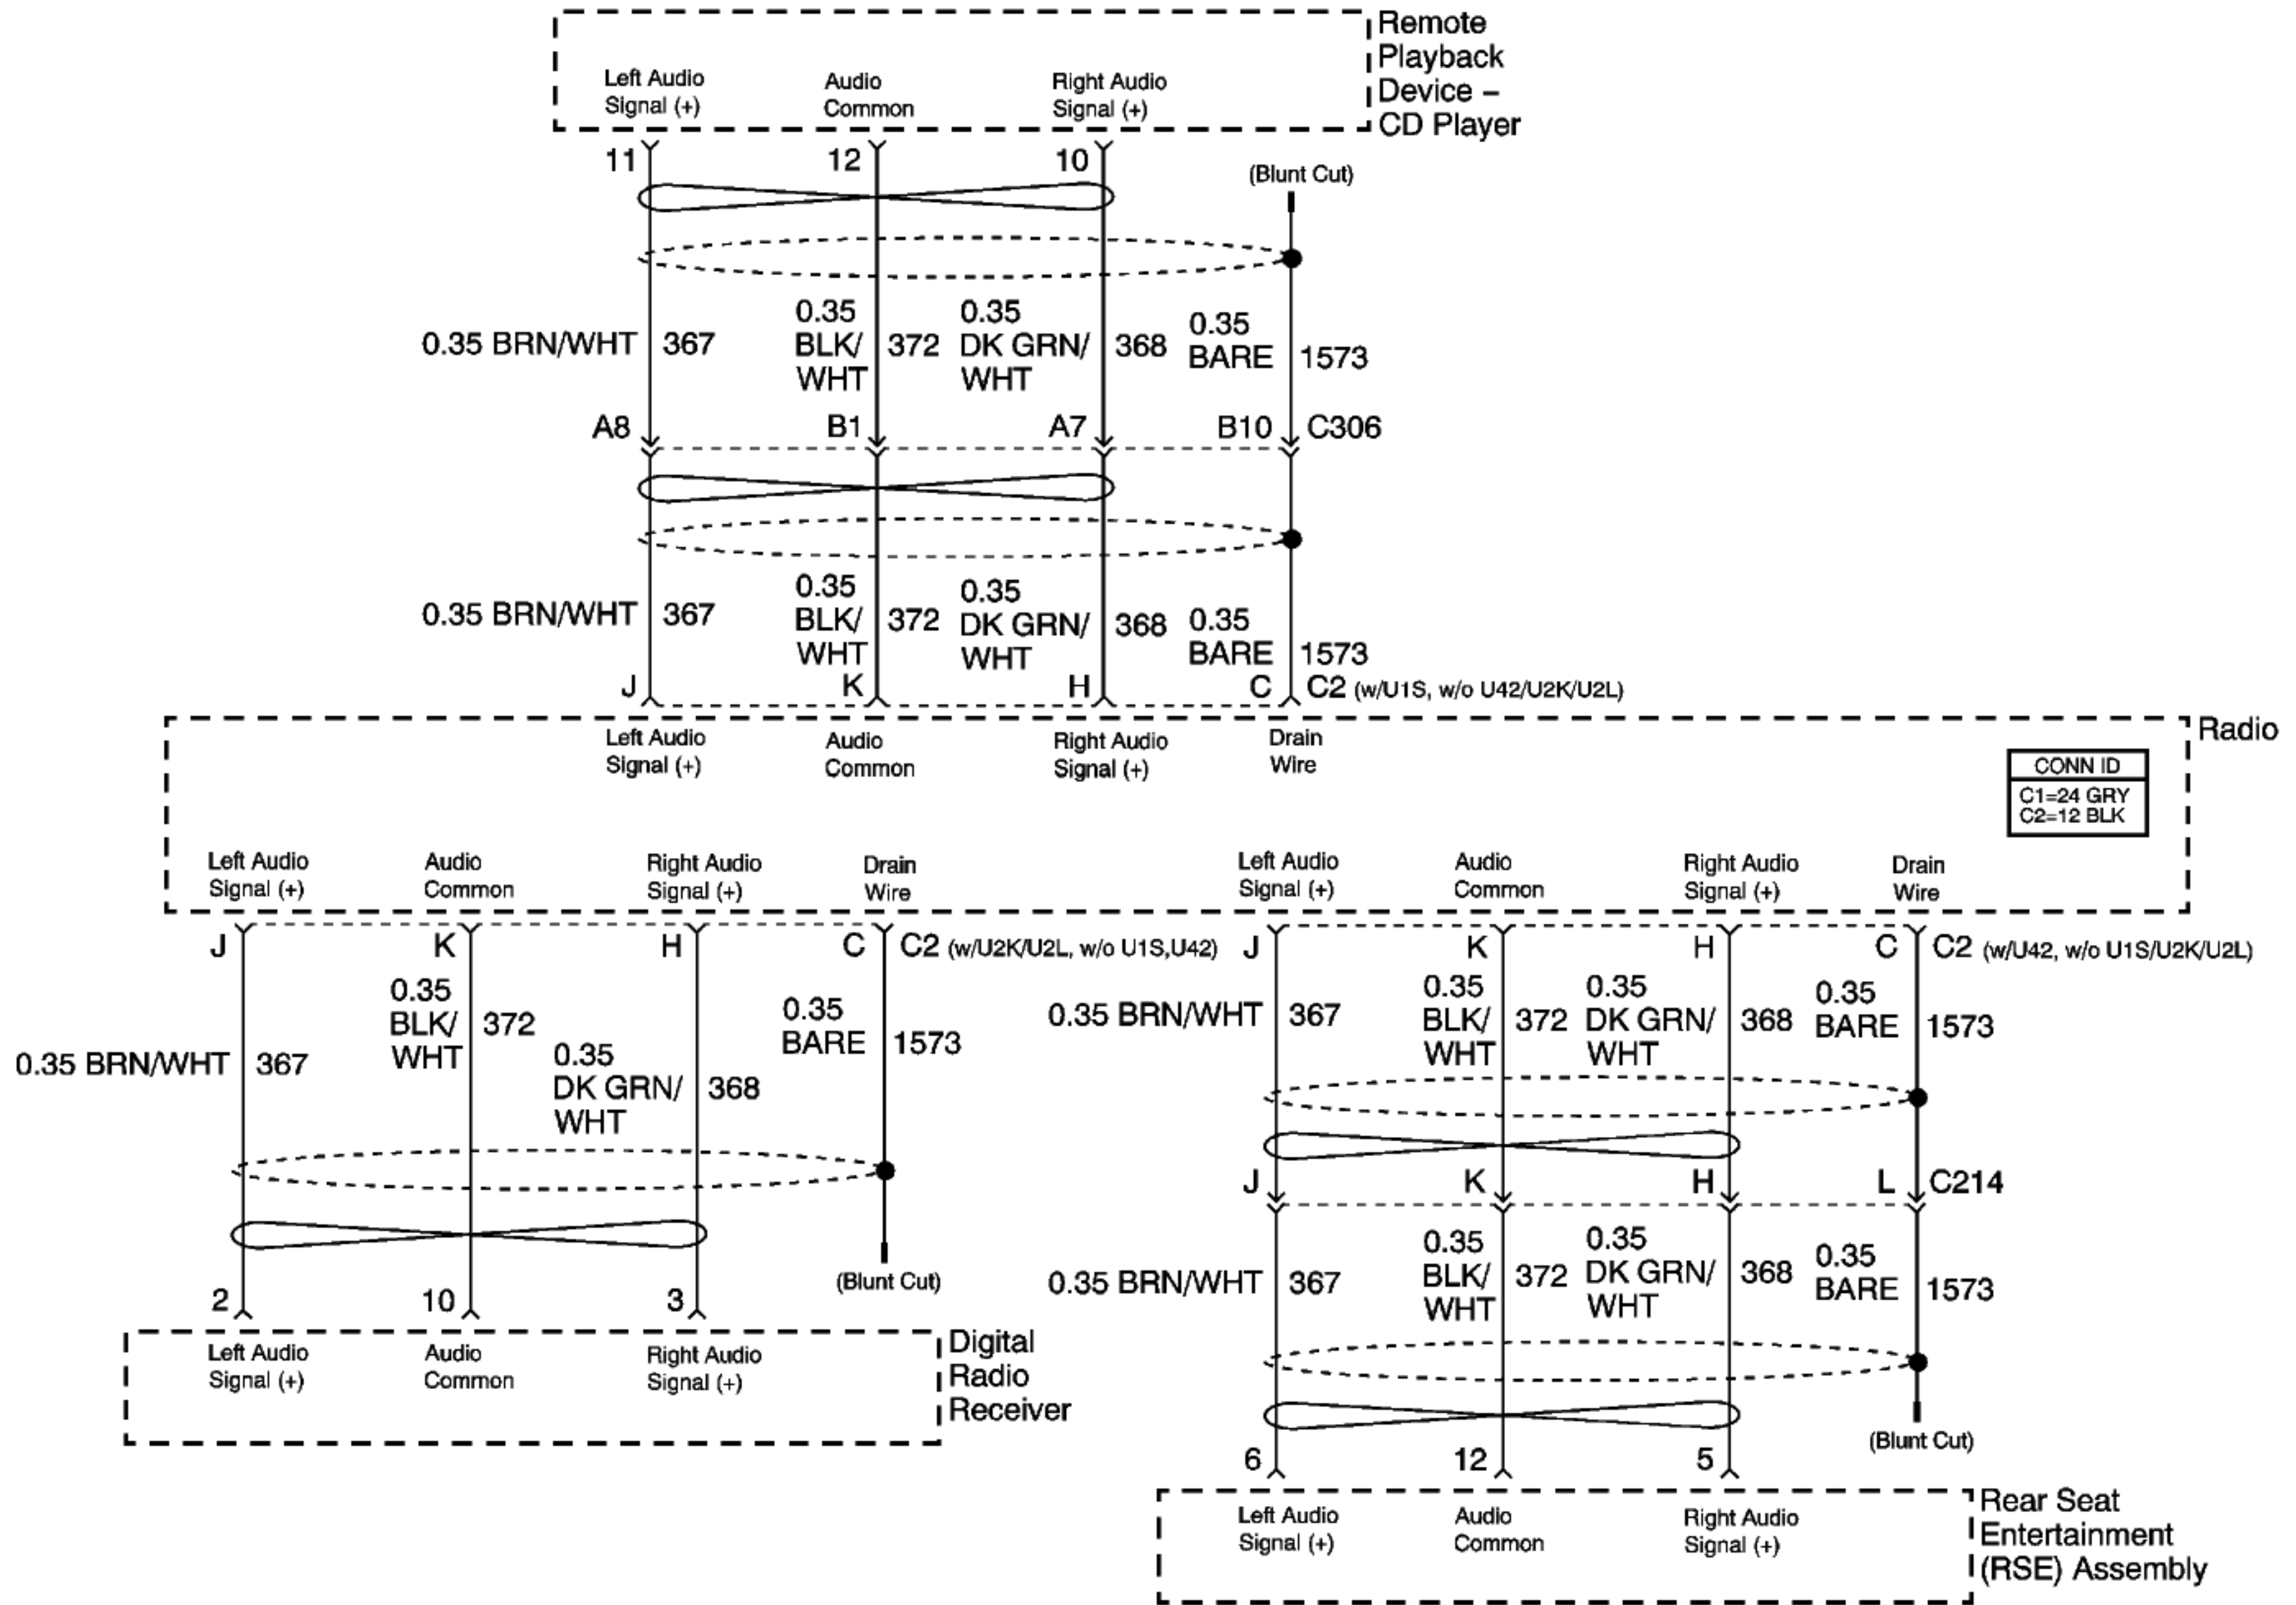 Remote
Playback
Device –
CD Player
Left Audio
Signal (+)
Audio
Common
Right Audio
Signal (+)
11
12
10
(Blunt Cut)
0.35 BRN/WHT
367
0.35
BLK/
WHT
372
0.35
DK GRN/
WHT
368
0.35
BARE
1573
A8
B1
A7
B10
C306
0.35 BRN/WHT
367
0.35
BLK/
WHT
372
0.35
DK GRN/
WHT
368
0.35
BARE
1573
J
K
H
C
C2 (w/U1S, w/o U42/U2K/U2L)
Radio
Left Audio
Signal (+)
Audio
Common
Right Audio
Signal (+)
Drain
Wire
CONN ID
C1=24 GRY
C2=12 BLK
Left Audio
Signal (+)
Audio
Common
Right Audio
Signal (+)
Drain
Wire
Left Audio
Signal (+)
Audio
Common
Right Audio
Signal (+)
Drain
Wire
J
K
H
C
C2 (w/U2K/U2L, w/o U1S,U42)
0.35 BRN/WHT
367
0.35
BLK/
WHT
372
0.35
DK GRN/
WHT
368
0.35
BARE
1573
(Blunt Cut)
2
10
3
Left Audio
Signal (+)
Audio
Common
Right Audio
Signal (+)
Digital
Radio
Receiver
J
K
H
C
C2 (w/U42, w/o U1S/U2K/U2L)
0.35 BRN/WHT
367
0.35
BLK/
WHT
372
0.35
DK GRN/
WHT
368
0.35
BARE
1573
J
K
H
L
C214
0.35 BRN/WHT
367
0.35
BLK/
WHT
372
0.35
DK GRN/
WHT
368
0.35
BARE
1573
(Blunt Cut)
6
12
5
Left Audio
Signal (+)
Audio
Common
Right Audio
Signal (+)
Rear Seat
Entertainment
(RSE) Assembly